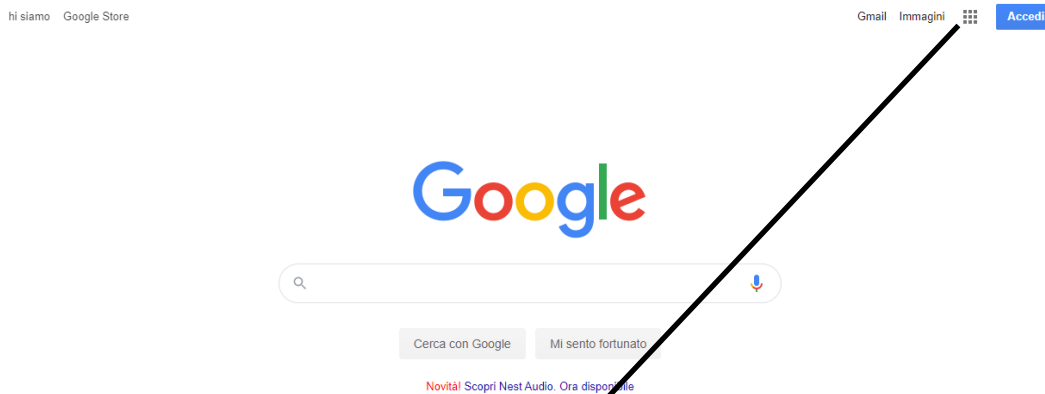 hi siamo Google Store Gmail Immagini Accedi
Google
Cerca con Google Mi sento fortunato
Novità! Scopri Nest Audio. Ora disponibile